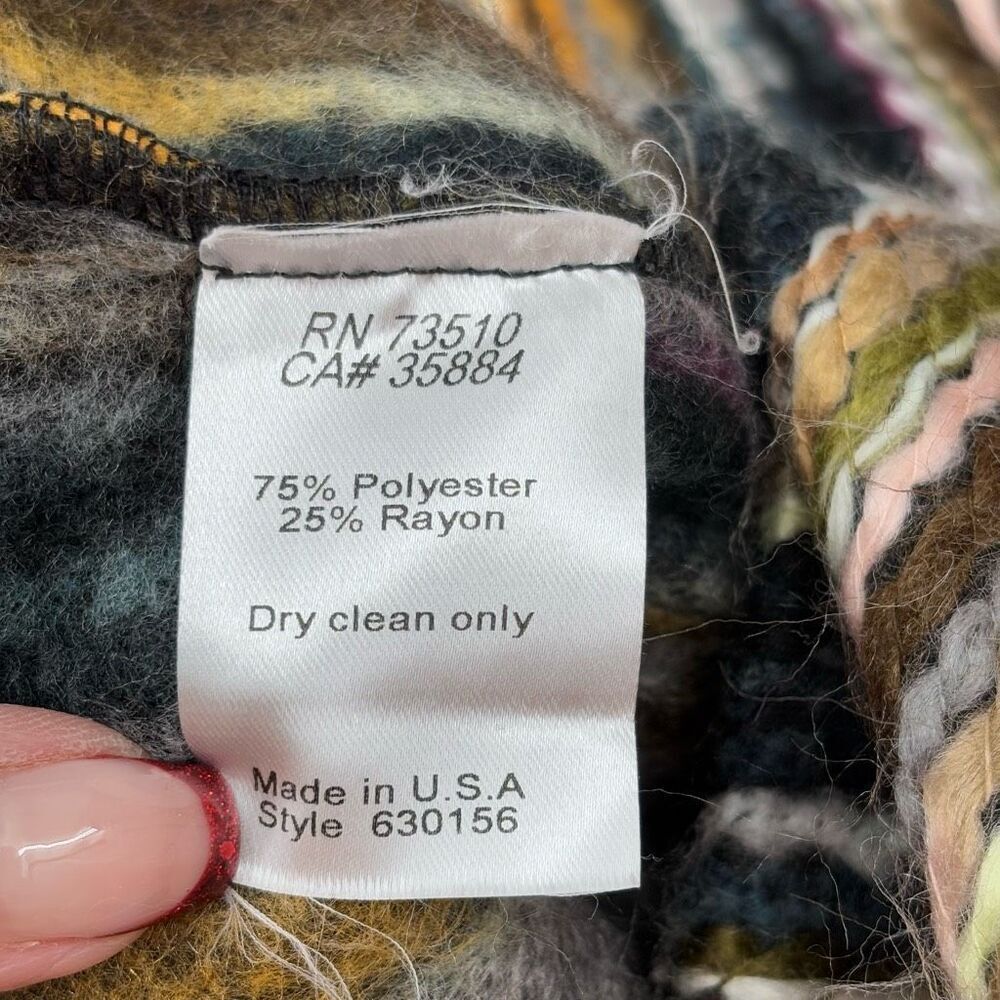 RN 73510
CA# 35884
75% Polyester
25% Rayon
Dry clean only
Made in U.S.A
Style 630156